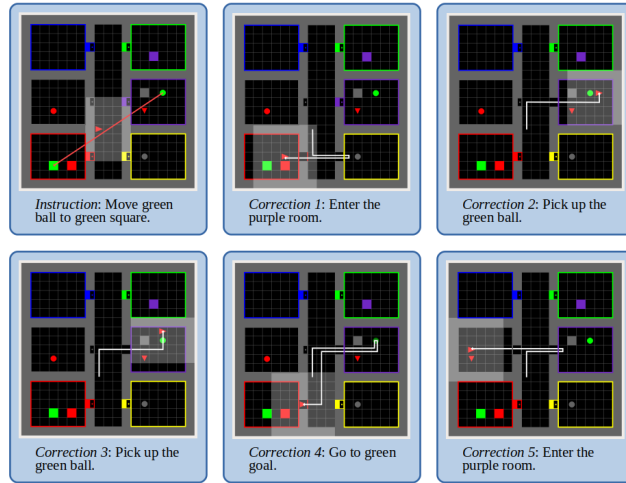 Instruction: Move green
ball to green square.
Correction 1: Enter the
purple room.
Correction 2: Pick up the
green ball.
Correction 3: Pick up the
green ball.
Correction 4: Go to green
goal.
Correction 5: Enter the
purple room.